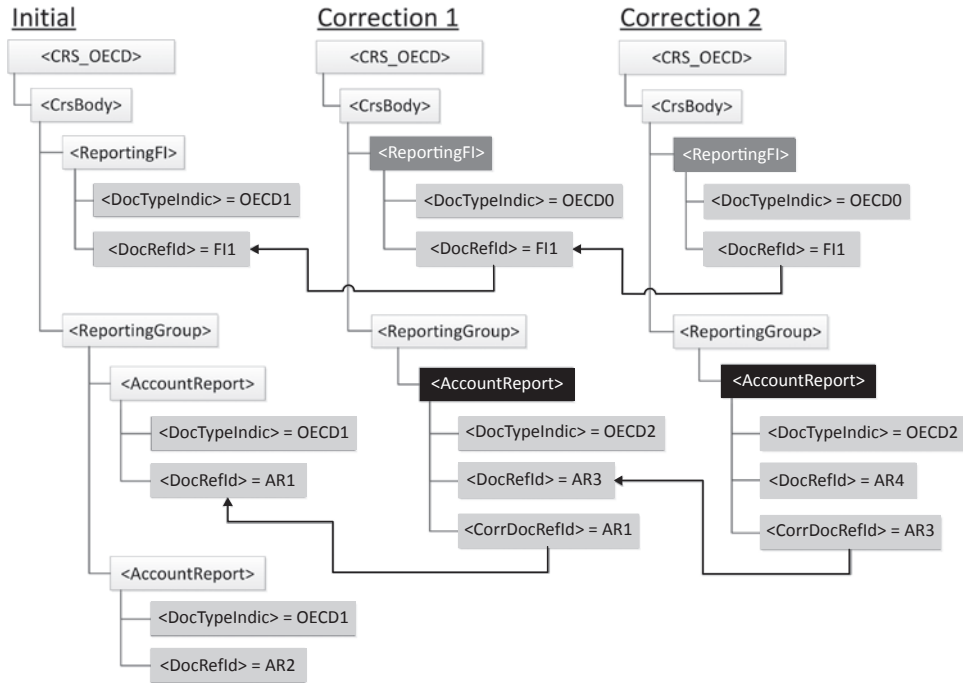 Initial
<CRS_OECD>
<CrsBody>
<ReportingFI>
<DocTypeIndic> = OECD1
<DocRefId> = FI1
<ReportingGroup>
<AccountReport>
<DocTypeIndic> = OECD1
<DocRefId> = AR1
<AccountReport>
<DocTypeIndic> = OECD1
<DocRefId> = AR2
Correction 1
<CRS_OECD>
<CrsBody>
<ReportingFI>
<DocTypeIndic> = OECD0
<DocRefId> = FI1
<ReportingGroup>
<AccountReport>
<DocTypeIndic> = OECD2
<DocRefId> = AR3
<CorrDocRefId> = AR1
Correction 2
<CRS_OECD>
<CrsBody>
<ReportingFI>
<DocTypeIndic> = OECD0
<DocRefId> = FI1
<ReportingGroup>
<AccountReport>
<DocTypeIndic> = OECD2
<DocRefId> = AR4
<CorrDocRefId> = AR3